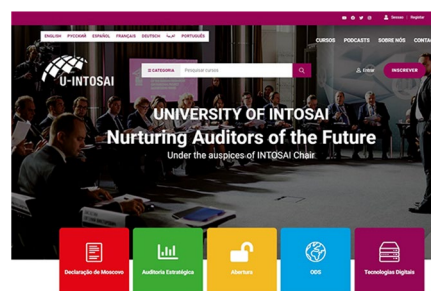 Sessao | Register
ENGLISH РУССКИЙ ESPAÑOL FRANÇAIS DEUTSCH العربية PORTUGUÊS
CURSOS PODCASTS SOBRE NÓS CONTA
U-INTOSAI
CATEGORIA Pesquisar cursos
Entrar
INSCREVER
UNIVERSITY OF INTOSAI
Nurturing Auditors of the Future
Under the auspices of INTOSAI Chair
Declaração de Moscovo
Auditoria Estratégica
Abertura
ODS
Tecnologias Digitais